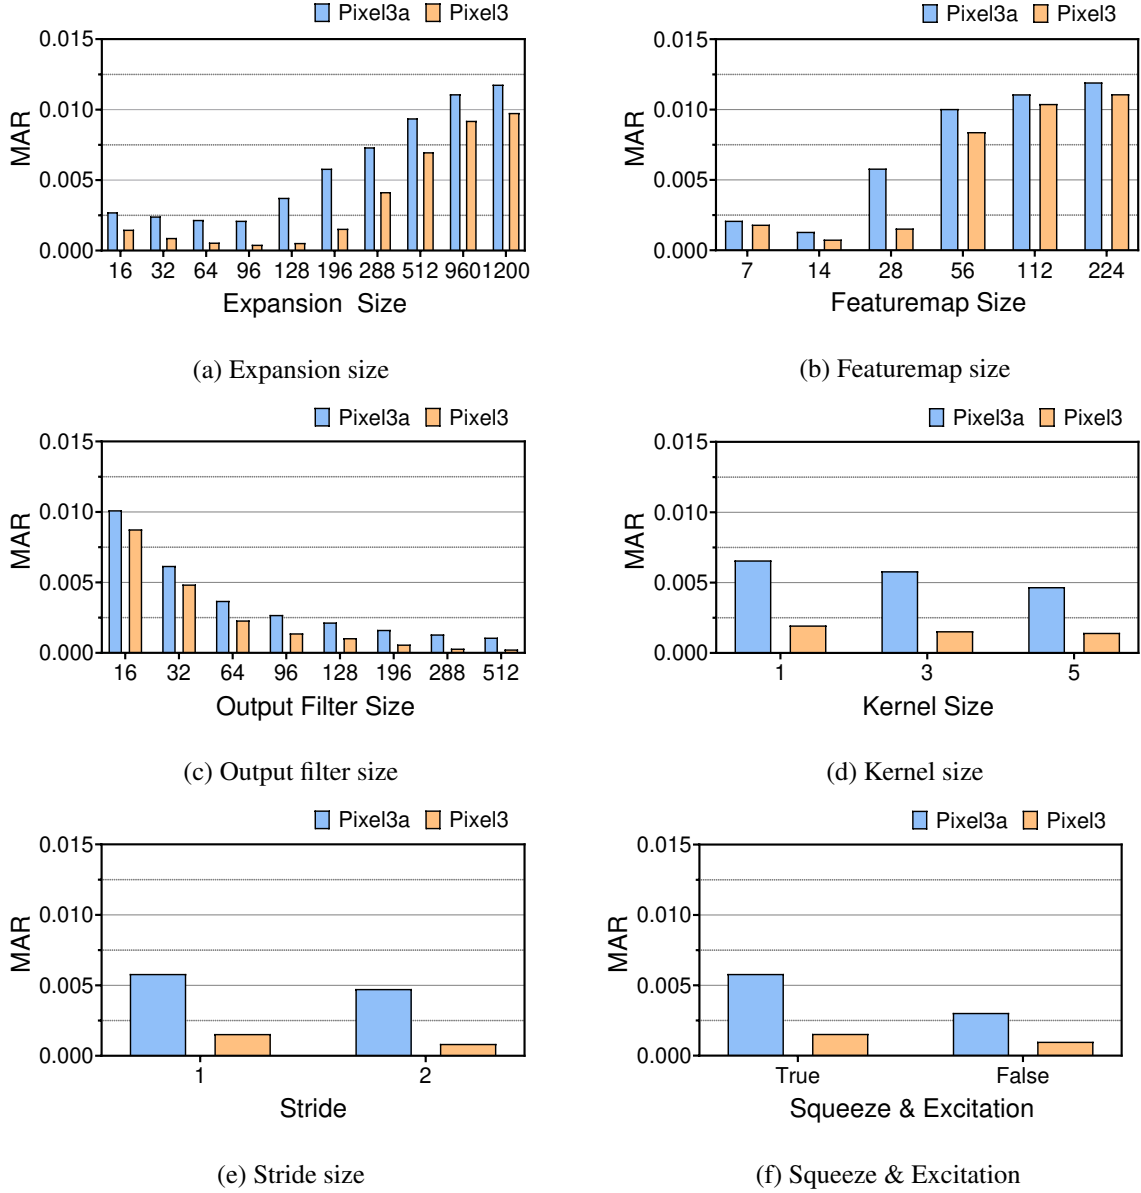 Pixel3a Pixel3
0.015
0.010
0.005
0.000
MAR
16 32 64 96 128 196 288 512 960 1200
Expansion Size
(a) Expansion size
Pixel3a Pixel3
0.015
0.010
0.005
0.000
MAR
7 14 28 56 112 224
Featuremap Size
(b) Featuremap size
Pixel3a Pixel3
0.015
0.010
0.005
0.000
MAR
16 32 64 96 128 196 288 512
Output Filter Size
(c) Output filter size
Pixel3a Pixel3
0.015
0.010
0.005
0.000
MAR
1 3 5
Kernel Size
(d) Kernel size
Pixel3a Pixel3
0.015
0.010
0.005
0.000
MAR
1 2
Stride
(e) Stride size
Pixel3a Pixel3
0.015
0.010
0.005
0.000
MAR
True False
Squeeze & Excitation
(f) Squeeze & Excitation